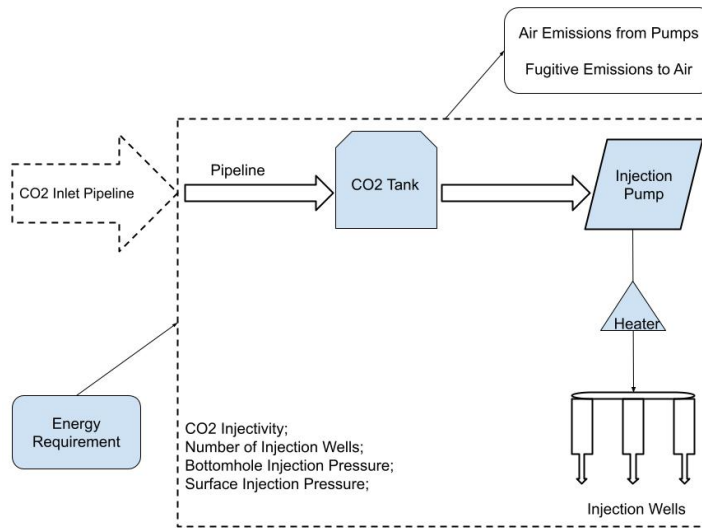 Air Emissions from Pumps
Fugitive Emissions to Air
CO2 Inlet Pipeline
Pipeline
CO2 Tank
Injection
Pump
Heater
Energy
Requirement
CO2 Injectivity;
Number of Injection Wells;
Bottomhole Injection Pressure;
Surface Injection Pressure;
Injection Wells